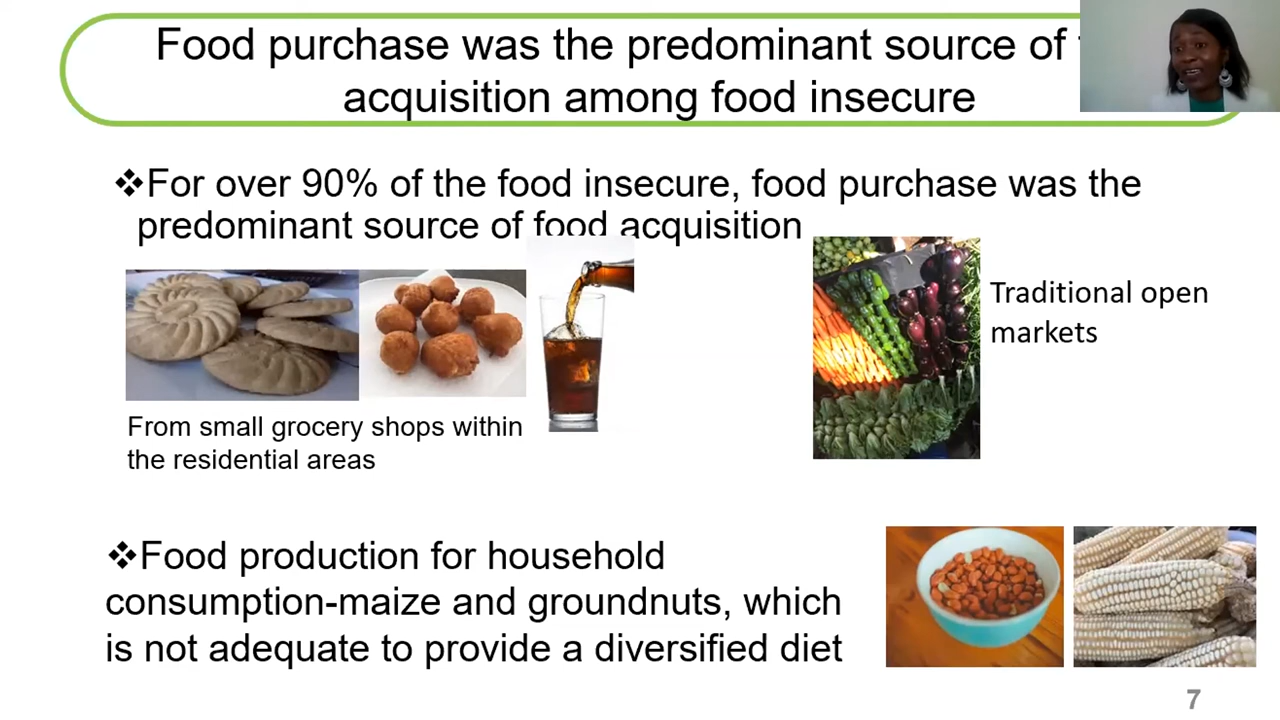 Food purchase was the predominant source of
acquisition among food insecure
❖For over 90% of the food insecure, food purchase was the
predominant source of food acquisition
Traditional open
markets
From small grocery shops within
the residential areas
❖Food production for household
consumption-maize and groundnuts, which
is not adequate to provide a diversified diet
7